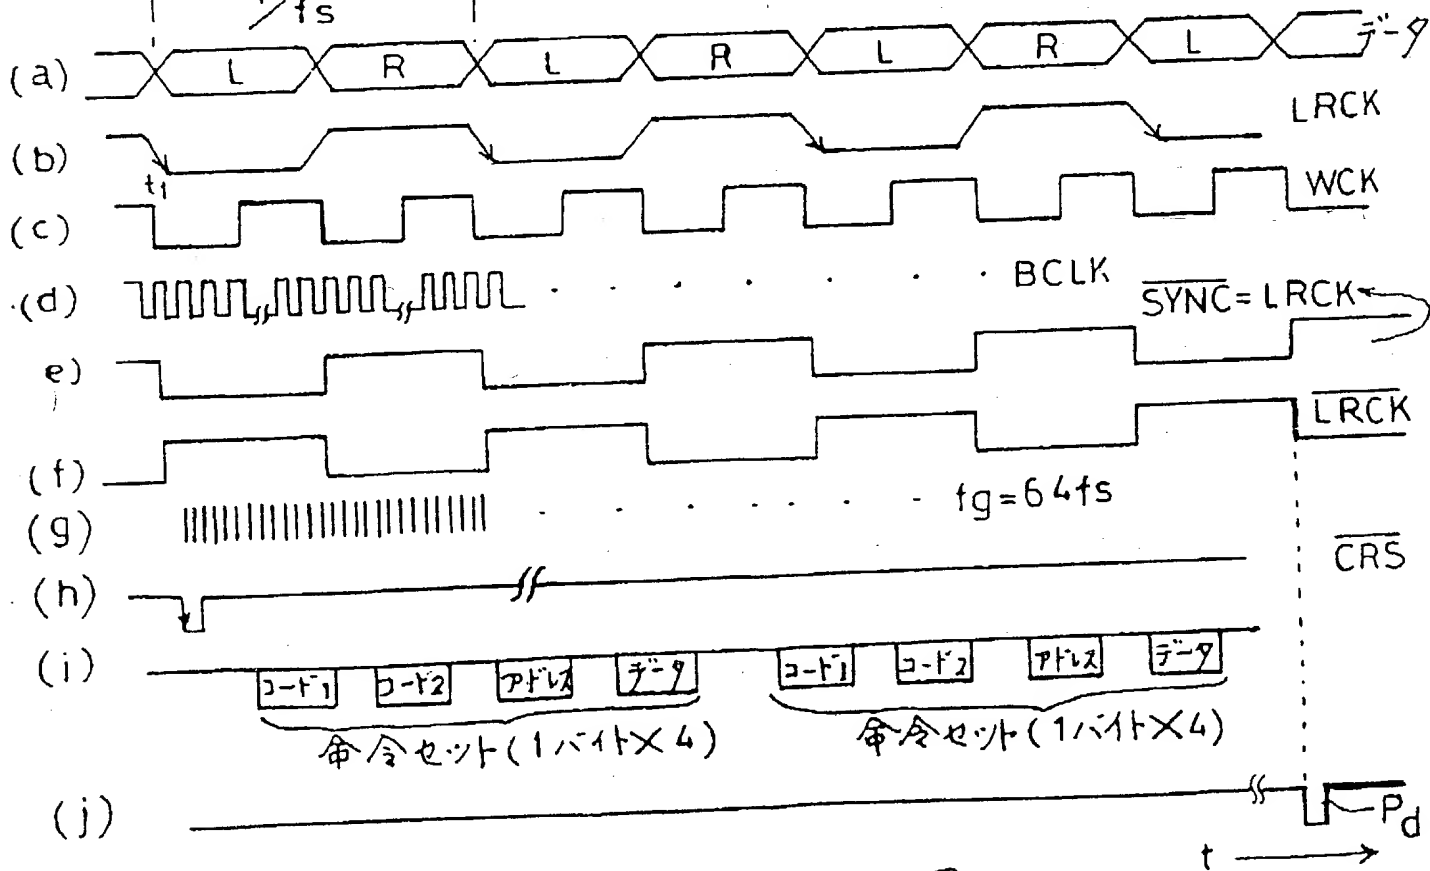 1/fs
(a) L R L R L R L データ
(b) LRCK
t1
(c) WCK
(d) BCLK
S̅Y̅N̅C̅=LRCK
e)
(f) L̅R̅C̅K̅
(g) fg=64fs
(h) C̅R̅S̅
(i) コード1 コード2 アドレス データ コード1 コード2 アドレス データ
命令セット(1バイト×4) 命令セット(1バイト×4)
(j) Pd
t